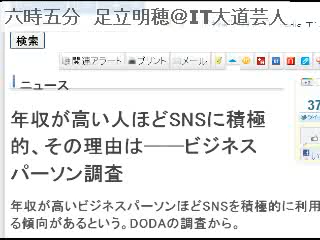 六時五分 足立明穂@IT大道芸人
検索
関連アラート プリント メール
ニュース
37
年収が高い人ほどSNSに積極
的、その理由は──ビジネス
パーソン調査
年収が高いビジネスパーソンほどSNSを積極的に利用
る傾向があるという。DODAの調査から。